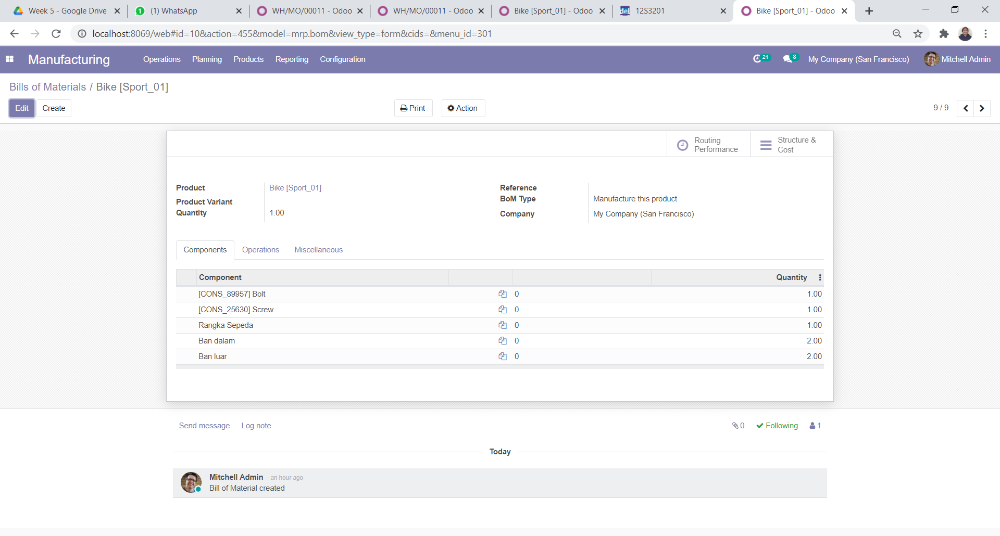 Week 5 - Google Drive
(1) WhatsApp
WH/MO/00011 - Odoo
WH/MO/00011 - Odoo
Bike [Sport_01] - Odoo
del 12S3201
Bike [Sport_01] - Odoo
localhost:8069/web#id=10&action=455&model=mrp.bom&view_type=form&cids=&menu_id=301
Manufacturing Operations Planning Products Reporting Configuration 21 8 My Company (San Francisco) Mitchell Admin
Bills of Materials / Bike [Sport_01]
Edit Create Print Action 9 / 9
Routing Performance
Structure & Cost
Product Bike [Sport_01]
Product Variant
Quantity 1.00
Reference
BoM Type Manufacture this product
Company My Company (San Francisco)
Components Operations Miscellaneous
Component Quantity
[CONS_89957] Bolt 0 1.00
[CONS_25630] Screw 0 1.00
Rangka Sepeda 0 1.00
Ban dalam 0 2.00
Ban luar 0 2.00
Send message Log note 0 Following 1
Today
Mitchell Admin - an hour ago
Bill of Material created